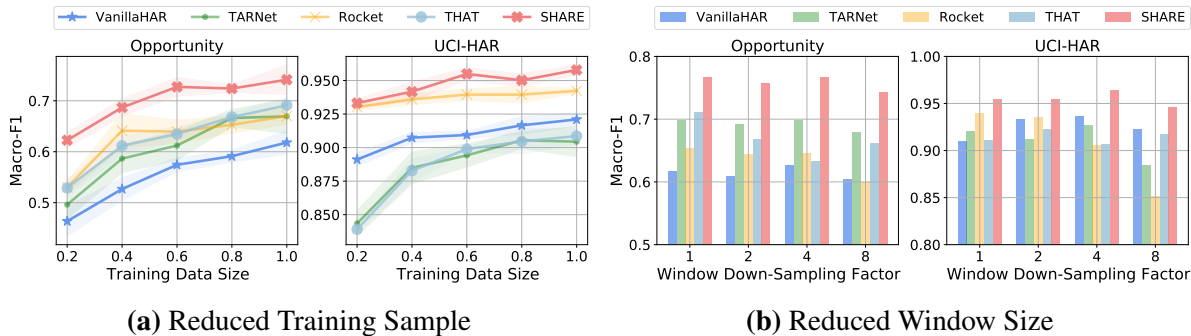 VanillaHAR TARNet Rocket THAT SHARE
Opportunity
UCI-HAR
Macro-F1
0.7
0.6
0.5
0.2 0.4 0.6 0.8 1.0
Training Data Size
0.950
0.925
0.900
0.875
0.850
0.2 0.4 0.6 0.8 1.0
Training Data Size
(a) Reduced Training Sample
VanillaHAR TARNet Rocket THAT SHARE
Opportunity
UCI-HAR
Macro-F1
0.8
0.7
0.6
0.5
1 2 4 8
Window Down-Sampling Factor
1.00
0.95
0.90
0.85
0.80
1 2 4 8
Window Down-Sampling Factor
(b) Reduced Window Size